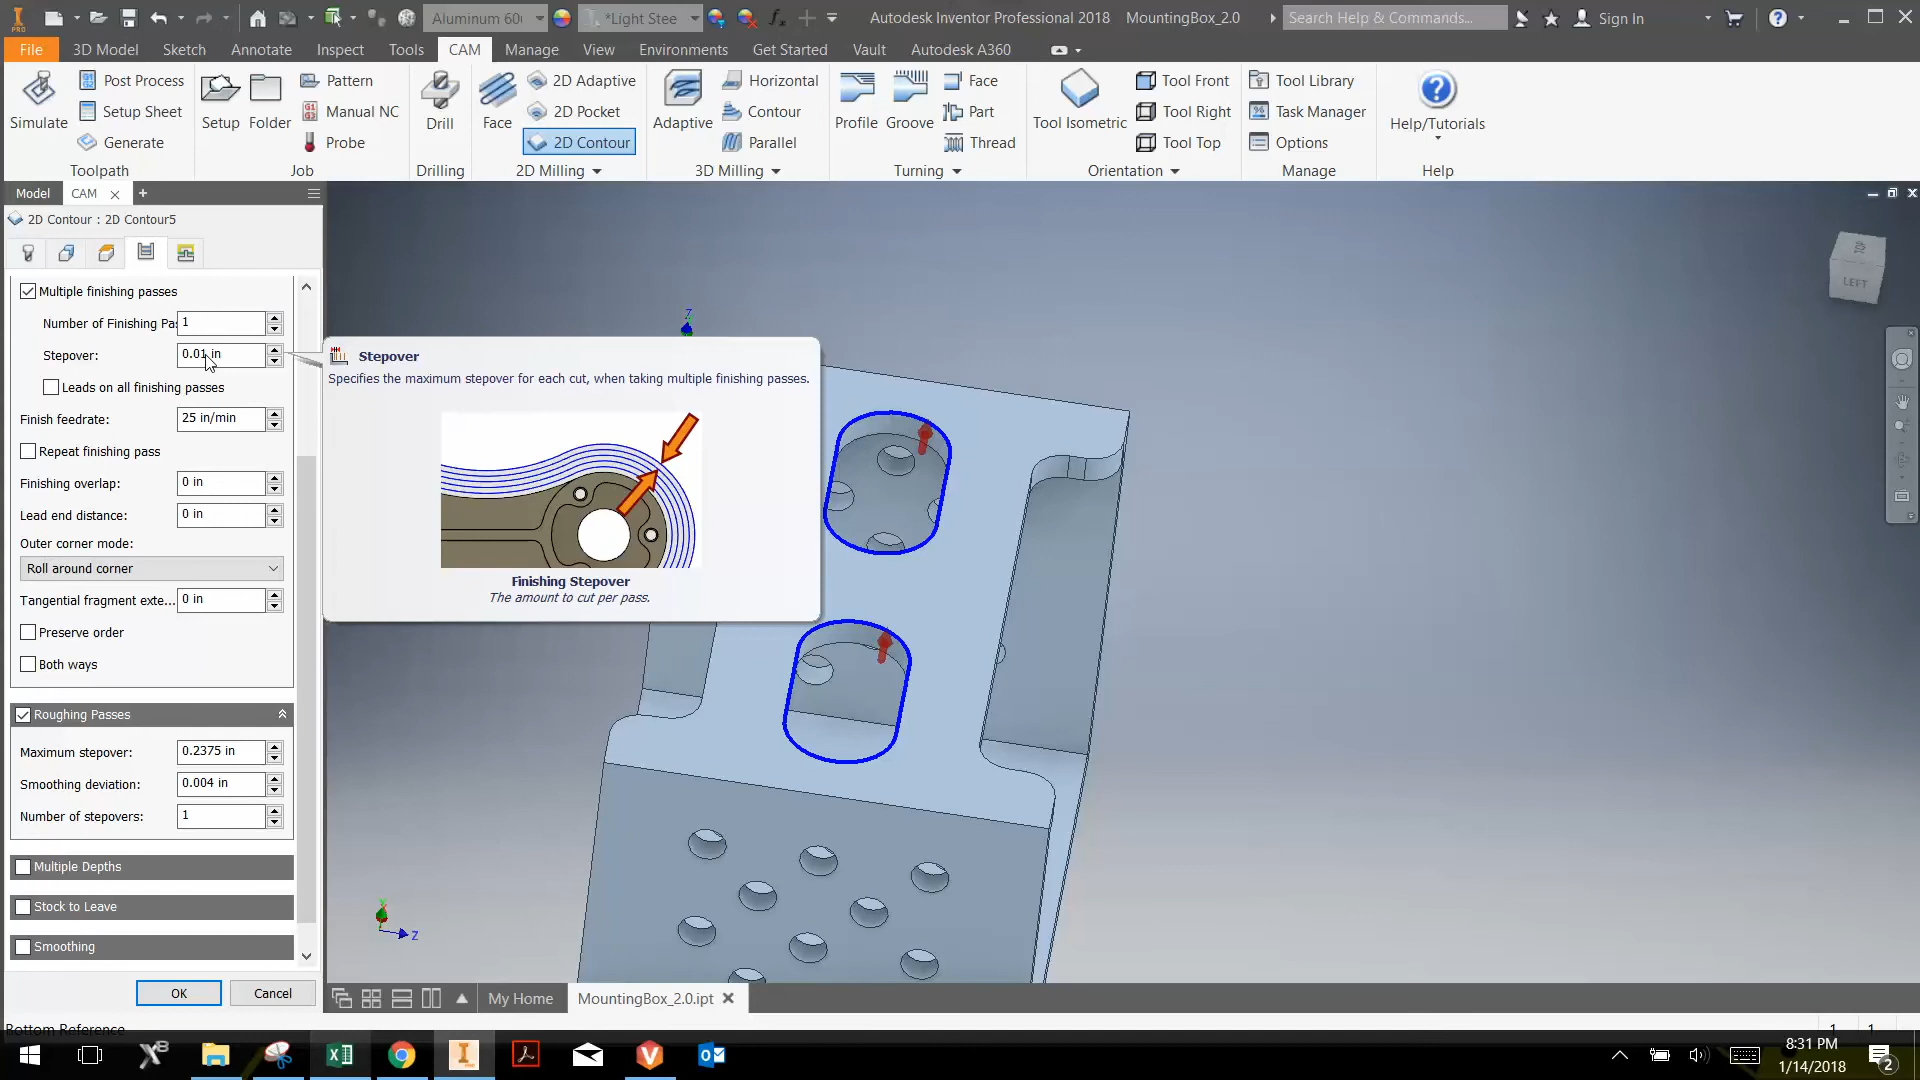 PRO
Aluminum 60
*Light Stee
fx
Autodesk Inventor Professional 2018 MountingBox_2.0
Search Help & Commands...
Sign In
File
3D Model
Sketch
Annotate
Inspect
Tools
CAM
Manage
View
Environments
Get Started
Vault
Autodesk A360
Simulate
Post Process
Setup Sheet
Generate
Toolpath
Setup
Folder
Pattern
Manual NC
Probe
Job
Drill
Drilling
Face
2D Adaptive
2D Pocket
2D Contour
2D Milling
Adaptive
Horizontal
Contour
Parallel
3D Milling
Profile
Groove
Face
Part
Thread
Turning
Tool Isometric
Tool Front
Tool Right
Tool Top
Orientation
Tool Library
Task Manager
Options
Manage
Help/Tutorials
Help
Model
CAM
2D Contour : 2D Contour5
Multiple finishing passes
Number of Finishing Pa
1
Stepover:
0.01 in
Leads on all finishing passes
Finish feedrate:
25 in/min
Repeat finishing pass
Finishing overlap:
0 in
Lead end distance:
0 in
Outer corner mode:
Roll around corner
Tangential fragment exte...
0 in
Preserve order
Both ways
Roughing Passes
Maximum stepover:
0.2375 in
Smoothing deviation:
0.004 in
Number of stepovers:
1
Multiple Depths
Stock to Leave
Smoothing
OK
Cancel
Stepover
Specifies the maximum stepover for each cut, when taking multiple finishing passes.
Finishing Stepover
The amount to cut per pass.
Z
LEFT
Z
My Home
MountingBox_2.0.ipt
Bottom Reference
1 1
8:31 PM
1/14/2018
2